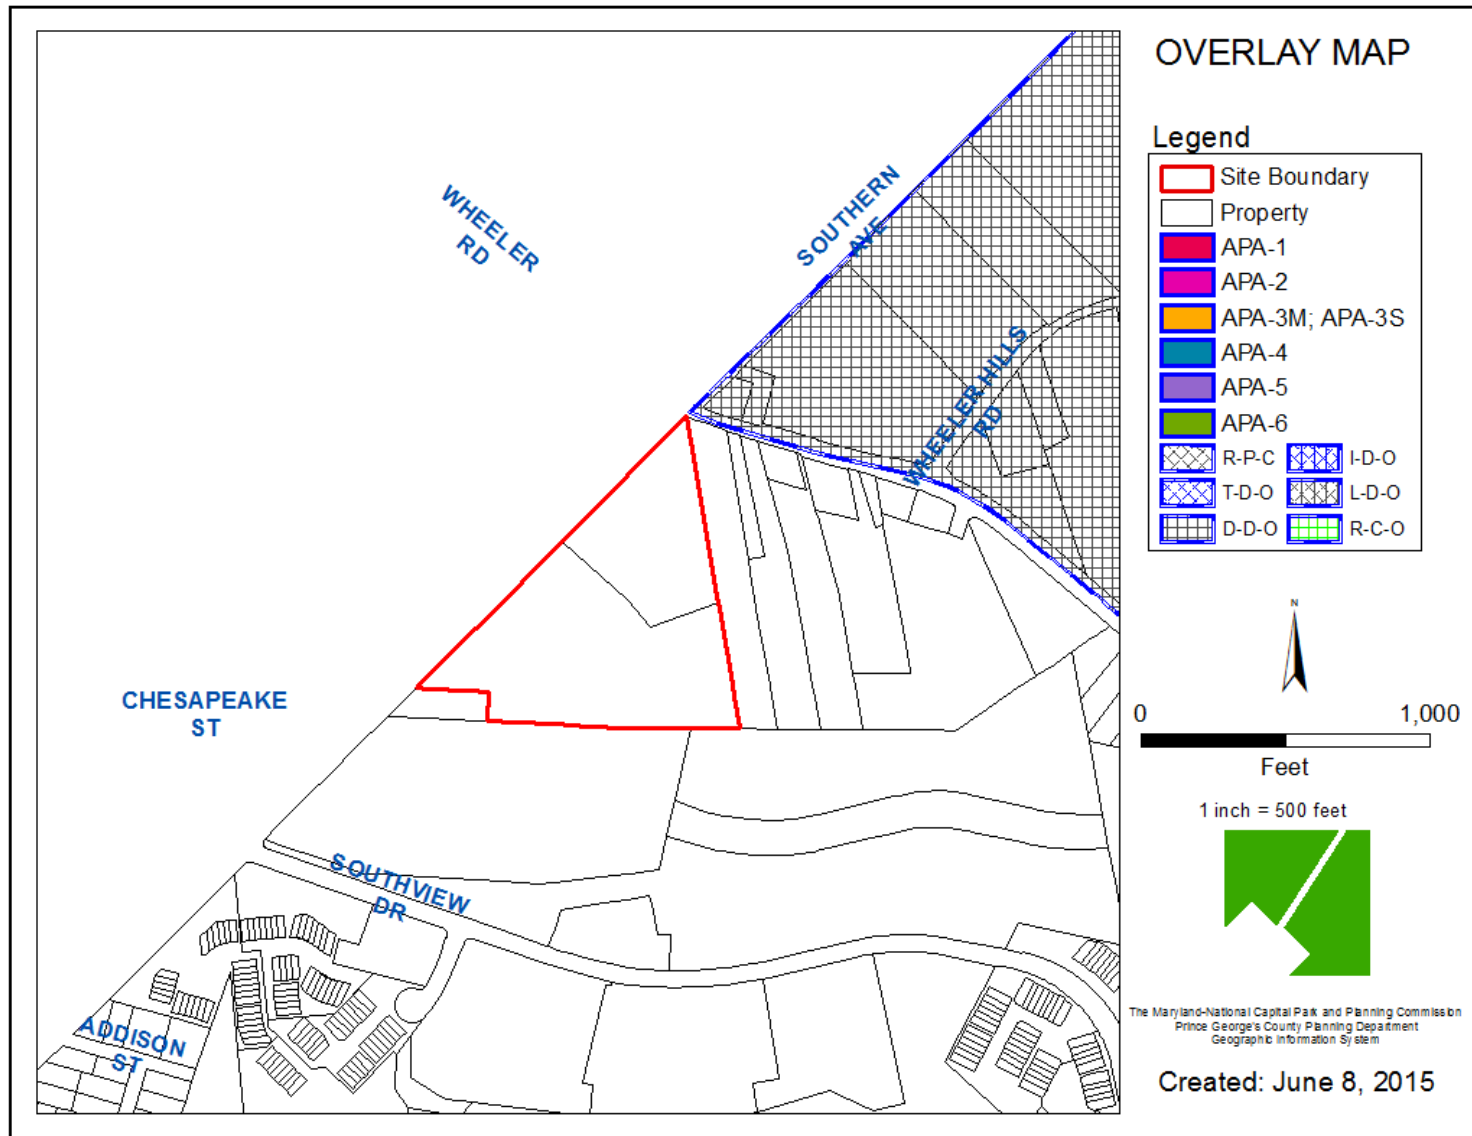 OVERLAY MAP
Legend
Site Boundary
Property
APA-1
APA-2
APA-3M; APA-3S
APA-4
APA-5
APA-6
R-P-C
I-D-O
T-D-O
L-D-O
D-D-O
R-C-O
N
0
1,000
Feet
1 inch = 500 feet
The Maryland-National Capital Park and Planning Commission
Prince George's County Planning Department
Geographic Information System
Created: June 8, 2015
WHEELER
RD
SOUTHERN
AVE
WHEELER HILLS
RD
CHESAPEAKE
ST
SOUTHVIEW
DR
ADDISON
ST